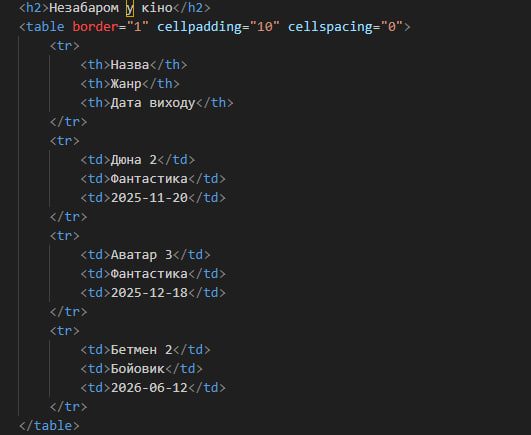 <h2>Незабаром у кіно</h2>
<table border="1" cellpadding="10" cellspacing="0">
    <tr>
        <th>Назва</th>
        <th>Жанр</th>
        <th>Дата виходу</th>
    </tr>
    <tr>
        <td>Дюна 2</td>
        <td>Фантастика</td>
        <td>2025-11-20</td>
    </tr>
    <tr>
        <td>Аватар 3</td>
        <td>Фантастика</td>
        <td>2025-12-18</td>
    </tr>
    <tr>
        <td>Бетмен 2</td>
        <td>Бойовик</td>
        <td>2026-06-12</td>
    </tr>
</table>